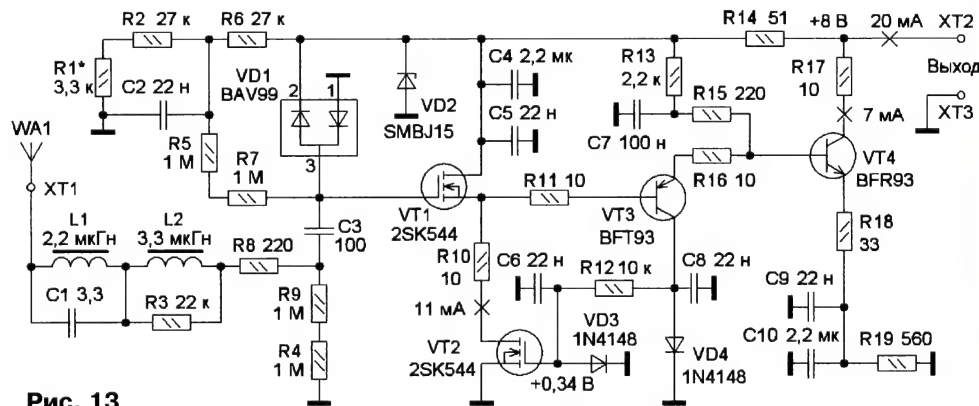 R2 27 к
R6 27 к
R14 51
+8 В
20 мА
XT2
R1*
3,3 к
C2 22 н
VD1
BAV99
2
1
3
C4 2,2 мк
R13
2,2 к
R17
10
Выход
WA1
VD2
SMBJ15
C5 22 н
R15 220
XT3
7 мА
R5
1 М
C7 100 н
XT1
R7
1 М
R16 10
VT4
BFR93
L1
2,2 мкГн
L2
3,3 мкГн
R8 220
C3
100
VT1
2SK544
R11 10
VT3
BFT93
R18
33
R10
10
C6 22 н
R12 10 к
C8 22 н
C1 3,3
R3 22 к
R9
1 М
11 мА
C9 22 н
VD3
1N4148
C10 2,2 мк
R19 560
R4
1 М
VT2
2SK544
VD4
1N4148
+0,34 В
Рис. 13